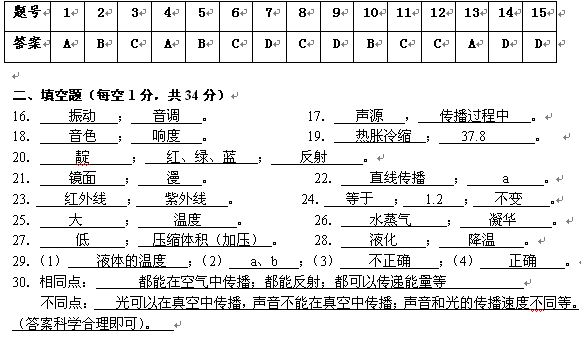 题号 1 2 3 4 5 6 7 8 9 10 11 12 13 14 15
答案 A B C A B C D C D B C C A D D
二、填空题（每空1分，共34分）
16. 振动 ； 音调 。 17. 声源 ， 传播过程中 。
18. 音色 ； 响度 。 19. 热胀冷缩 ； 37.8 。
20. 靛 ； 红、绿、蓝 ； 反射 。
21. 镜面 ； 漫 。 22. 直线传播 ； a 。
23. 红外线 ； 紫外线 。 24. 等于 ； 1.2 ； 不变 。
25. 大 ； 温度 。 26. 水蒸气 ； 凝华 。
27. 低 ； 压缩体积（加压） 。 28. 液化 ； 降温 。
29.（1） 液体的温度 ；（2） a、b ；（3） 不正确 ；（4） 正确 。
30. 相同点： 都能在空气中传播；都能反射；都可以传递能量等
不同点： 光可以在真空中传播，声音不能在真空中传播；声音和光的传播速度不同等。
（答案科学合理即可）。